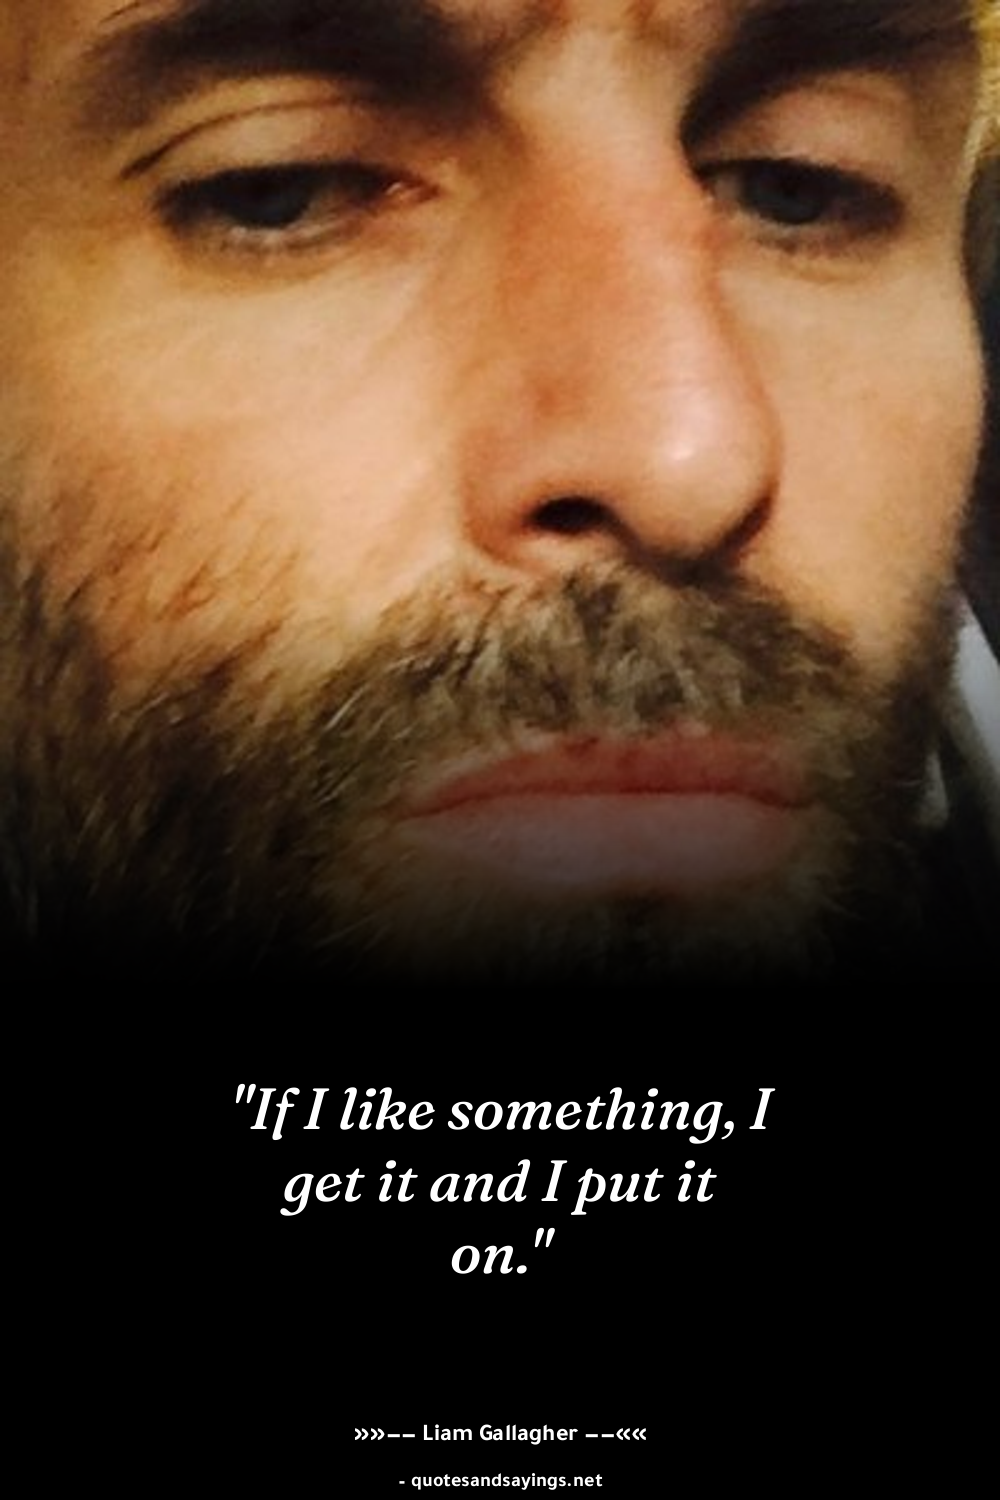 "If I like something, I
get it and I put it
on."
»»−− Liam Gallagher −−««
- quotesandsayings.net